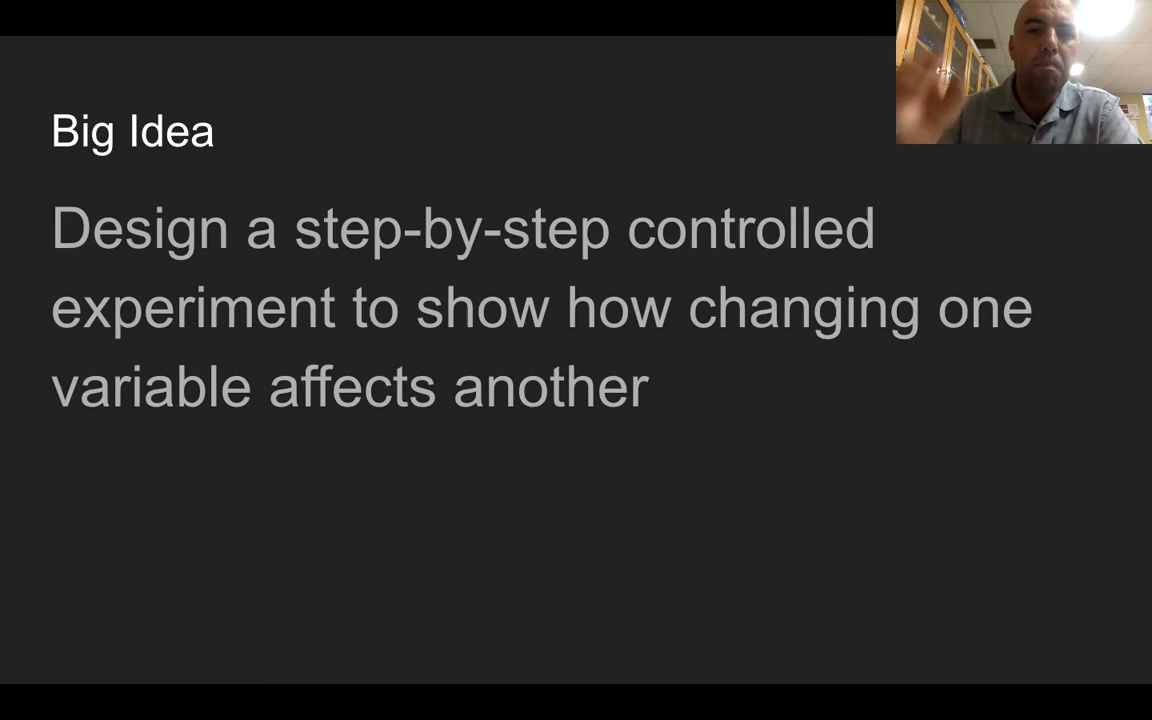 Big Idea
Design a step-by-step controlled
experiment to show how changing one
variable affects another